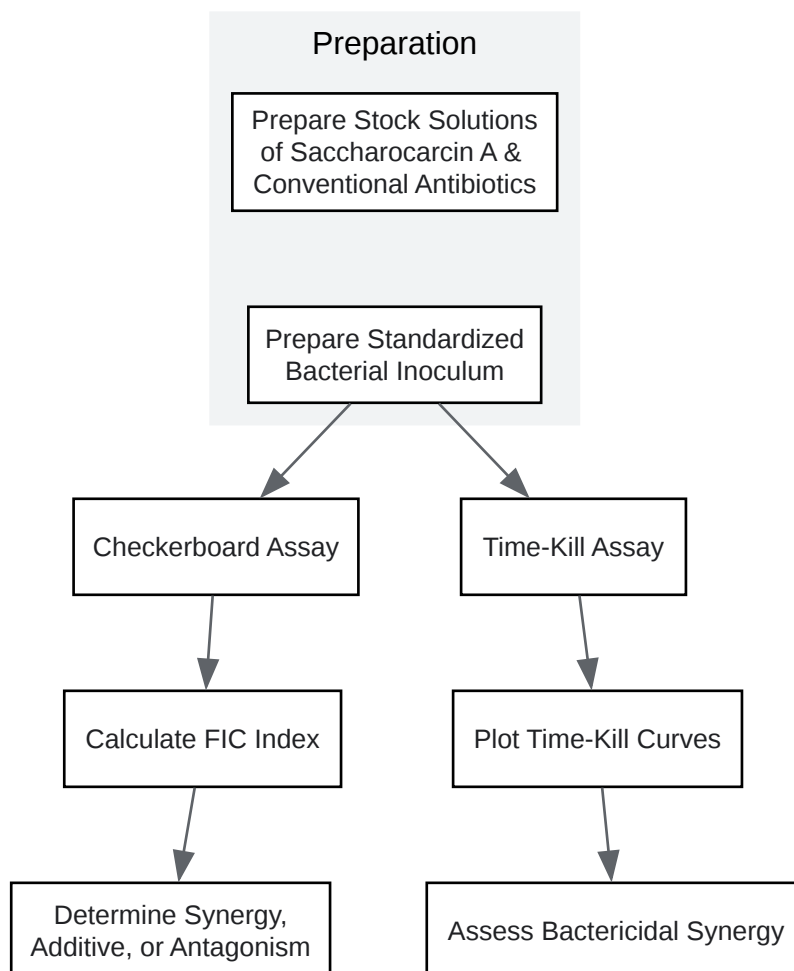 Preparation
Prepare Stock Solutions
of Saccharocarcin A &
Conventional Antibiotics
Prepare Standardized
Bacterial Inoculum
Checkerboard Assay
Time-Kill Assay
Calculate FIC Index
Plot Time-Kill Curves
Determine Synergy,
Additive, or Antagonism
Assess Bactericidal Synergy